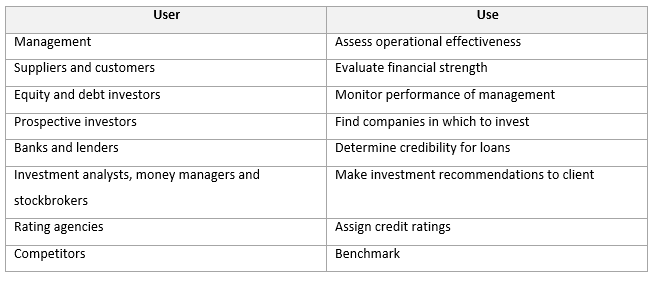 User Use
Management Assess operational effectiveness
Suppliers and customers Evaluate financial strength
Equity and debt investors Monitor performance of management
Prospective investors Find companies in which to invest
Banks and lenders Determine credibility for loans
Investment analysts, money managers and Make investment recommendations to client
stockbrokers
Rating agencies Assign credit ratings
Competitors Benchmark